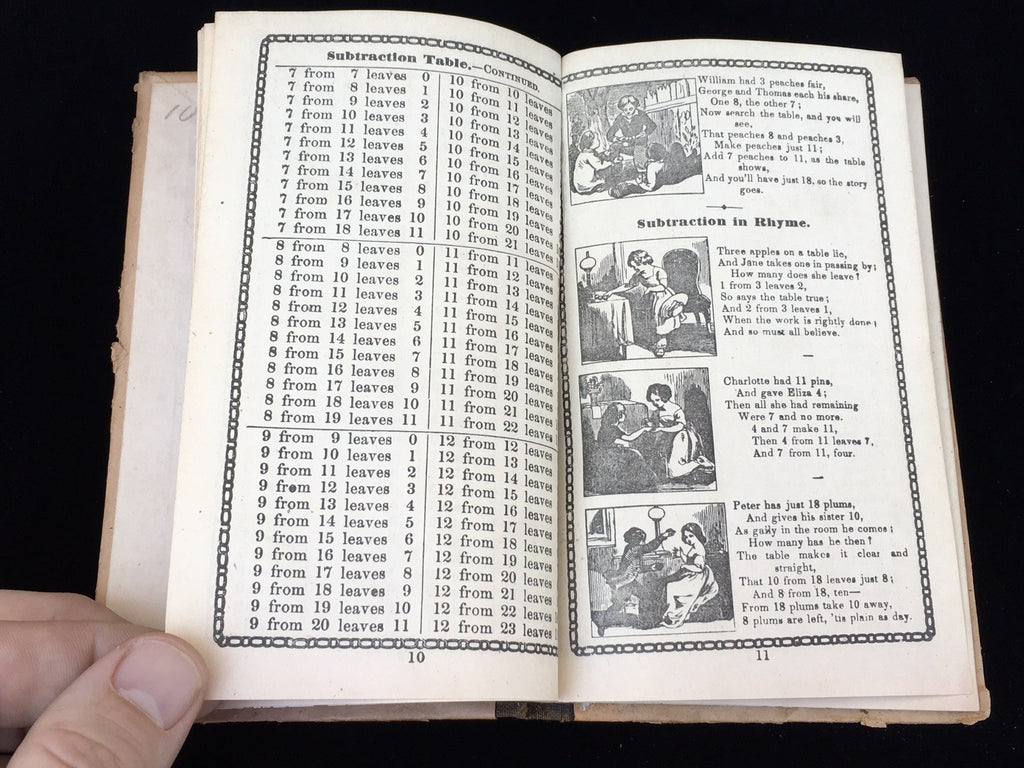 Subtraction Table.—CONTINUED.
7 from 7 leaves 0
7 from 8 leaves 1
7 from 9 leaves 2
7 from 10 leaves 3
7 from 11 leaves 4
7 from 12 leaves 5
7 from 13 leaves 6
7 from 14 leaves 7
7 from 15 leaves 8
7 from 16 leaves 9
7 from 17 leaves 10
7 from 18 leaves 11
8 from 8 leaves 0
8 from 9 leaves 1
8 from 10 leaves 2
8 from 11 leaves 3
8 from 12 leaves 4
8 from 13 leaves 5
8 from 14 leaves 6
8 from 15 leaves 7
8 from 16 leaves 8
8 from 17 leaves 9
8 from 18 leaves 10
8 from 19 leaves 11
9 from 9 leaves 0
9 from 10 leaves 1
9 from 11 leaves 2
9 from 12 leaves 3
9 from 13 leaves 4
9 from 14 leaves 5
9 from 15 leaves 6
9 from 16 leaves 7
9 from 17 leaves 8
9 from 18 leaves 9
9 from 19 leaves 10
9 from 20 leaves 11
10 from 10 leaves
10 from 11 leaves
10 from 12 leaves
10 from 13 leaves
10 from 14 leaves
10 from 15 leaves
10 from 16 leaves
10 from 17 leaves
10 from 18 leaves
10 from 19 leaves
10 from 20 leaves
10 from 21 leaves
11 from 11 leaves
11 from 12 leaves
11 from 13 leaves
11 from 14 leaves
11 from 15 leaves
11 from 16 leaves
11 from 17 leaves
11 from 18 leaves
11 from 19 leaves
11 from 20 leaves
11 from 21 leaves
11 from 22 leaves
12 from 12 leaves
12 from 13 leaves
12 from 14 leaves
12 from 15 leaves
12 from 16 leaves
12 from 17 leaves
12 from 18 leaves
12 from 19 leaves
12 from 20 leaves
12 from 21 leaves
12 from 22 leaves
12 from 23 leaves
10
William had 3 peaches fair,
George and Thomas each his share,
One 8, the other 7;
Now search the table, and you will
see,
That peaches 8 and peaches 3,
Make peaches just 11;
Add 7 peaches to 11, as the table
shows,
And you'll have just 18, so the story
goes.
Subtraction in Rhyme.
Three apples on a table lie,
And Jane takes one in passing by;
How many does she leave?
1 from 3 leaves 2,
So says the table true;
And 2 from 3 leaves 1,
When the work is rightly done;
And so must all believe.
Charlotte had 11 pins,
And gave Eliza 4;
Then all she had remaining
Were 7 and no more.
4 and 7 make 11,
Then 4 from 11 leaves 7,
And 7 from 11, four.
Peter has just 18 plums,
And gives his sister 10,
As gaily in the room he comes;
How many has he then?
The table makes it clear and
straight,
That 10 from 18 leaves just 8;
And 8 from 18, ten—
From 18 plums take 10 away,
8 plums are left, 'tis plain as day.
11